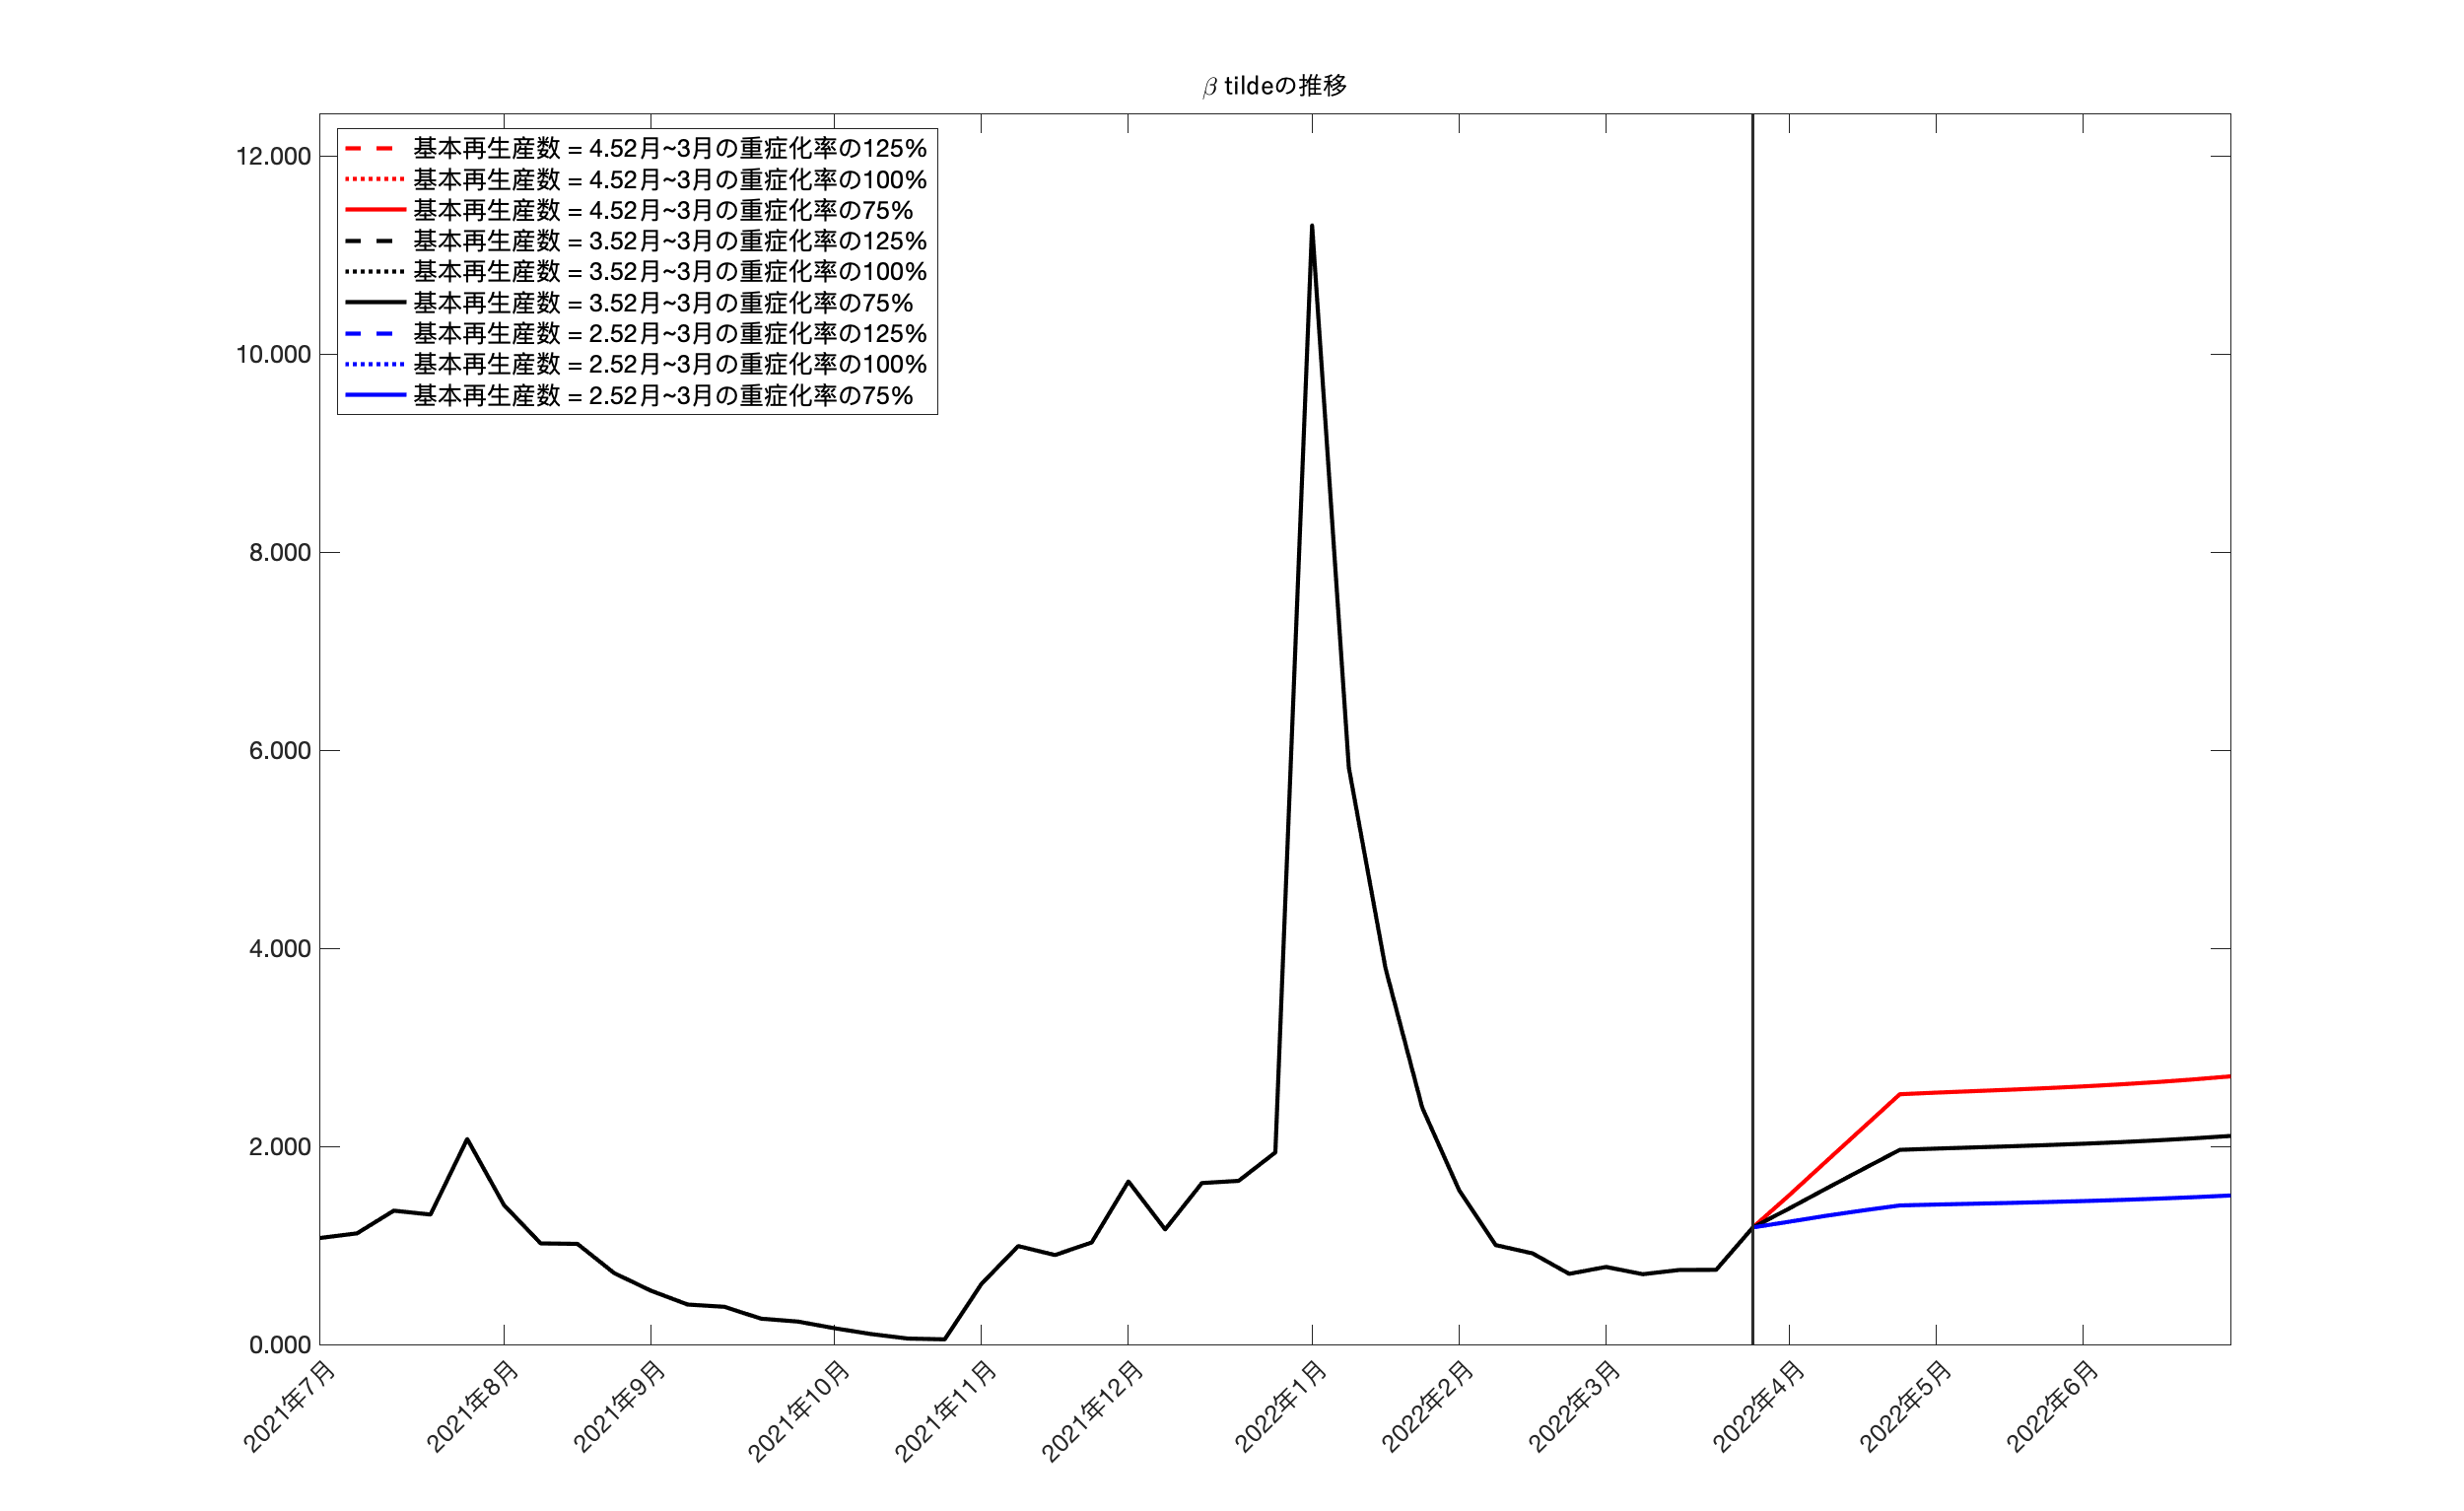 β tildeの推移
基本再生産数 = 4.52月~3月の重症化率の125%
基本再生産数 = 4.52月~3月の重症化率の100%
基本再生産数 = 4.52月~3月の重症化率の75%
基本再生産数 = 3.52月~3月の重症化率の125%
基本再生産数 = 3.52月~3月の重症化率の100%
基本再生産数 = 3.52月~3月の重症化率の75%
基本再生産数 = 2.52月~3月の重症化率の125%
基本再生産数 = 2.52月~3月の重症化率の100%
基本再生産数 = 2.52月~3月の重症化率の75%
12.000
10.000
8.000
6.000
4.000
2.000
0.000
2021年7月
2021年8月
2021年9月
2021年10月
2021年11月
2021年12月
2022年1月
2022年2月
2022年3月
2022年4月
2022年5月
2022年6月